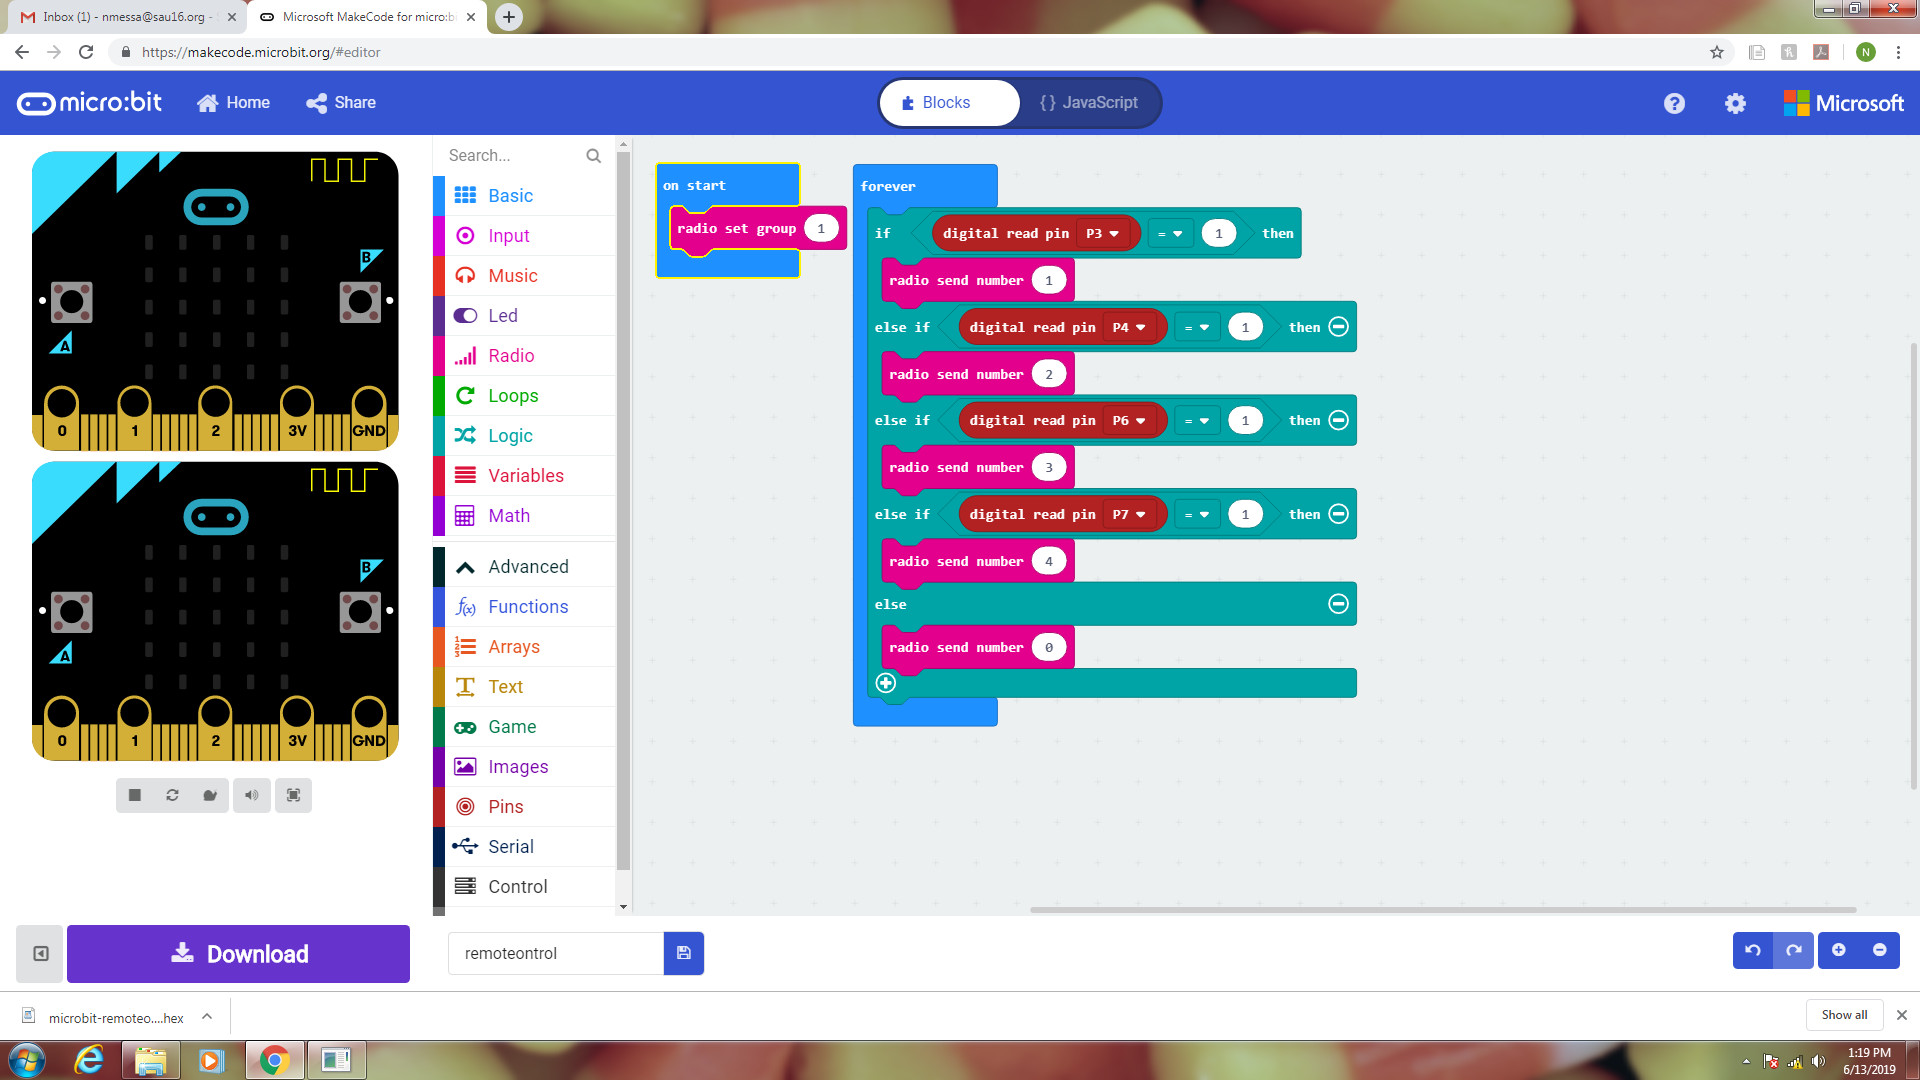 Inbox (1) - nmessa@sau16.org -
Microsoft MakeCode for micro:b
https://makecode.microbit.org/#editor
N
micro:bit
Home
Share
Blocks
{} JavaScript
?
Microsoft
Search...
Basic
Input
Music
Led
Radio
Loops
Logic
Variables
Math
Advanced
Functions
Arrays
Text
Game
Images
Pins
Serial
Control
B
A
0 1 2 3V GND
B
A
0 1 2 3V GND
on start
radio set group 1
forever
if digital read pin P3 = 1 then
radio send number 1
else if digital read pin P4 = 1 then
radio send number 2
else if digital read pin P6 = 1 then
radio send number 3
else if digital read pin P7 = 1 then
radio send number 4
else
radio send number 0
Download
remoteontrol
microbit-remoteo....hex
Show all
1:19 PM
6/13/2019